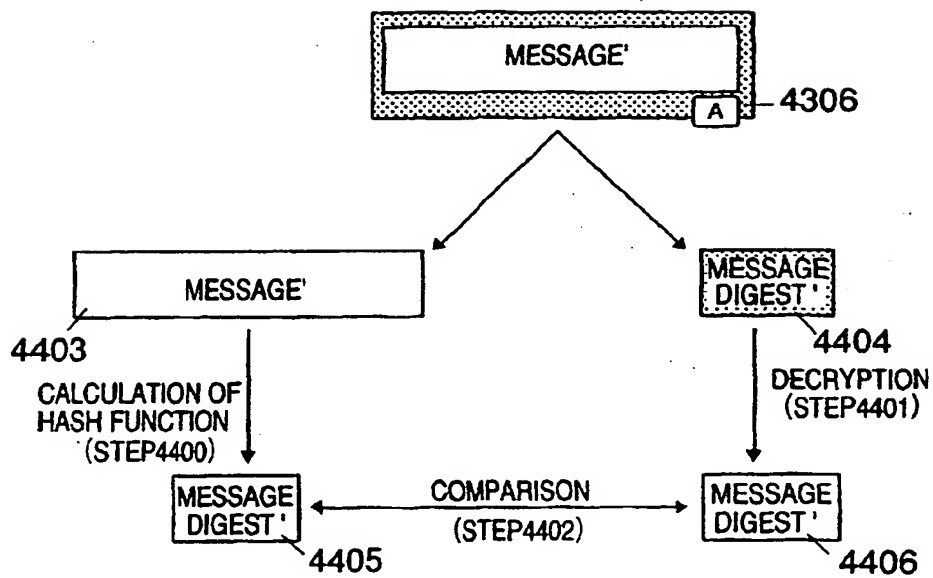 MESSAGE'
A
4306
MESSAGE'
4403
MESSAGE
DIGEST'
4404
CALCULATION OF
HASH FUNCTION
(STEP4400)
DECRYPTION
(STEP4401)
MESSAGE
DIGEST'
4405
COMPARISON
(STEP4402)
MESSAGE
DIGEST'
4406